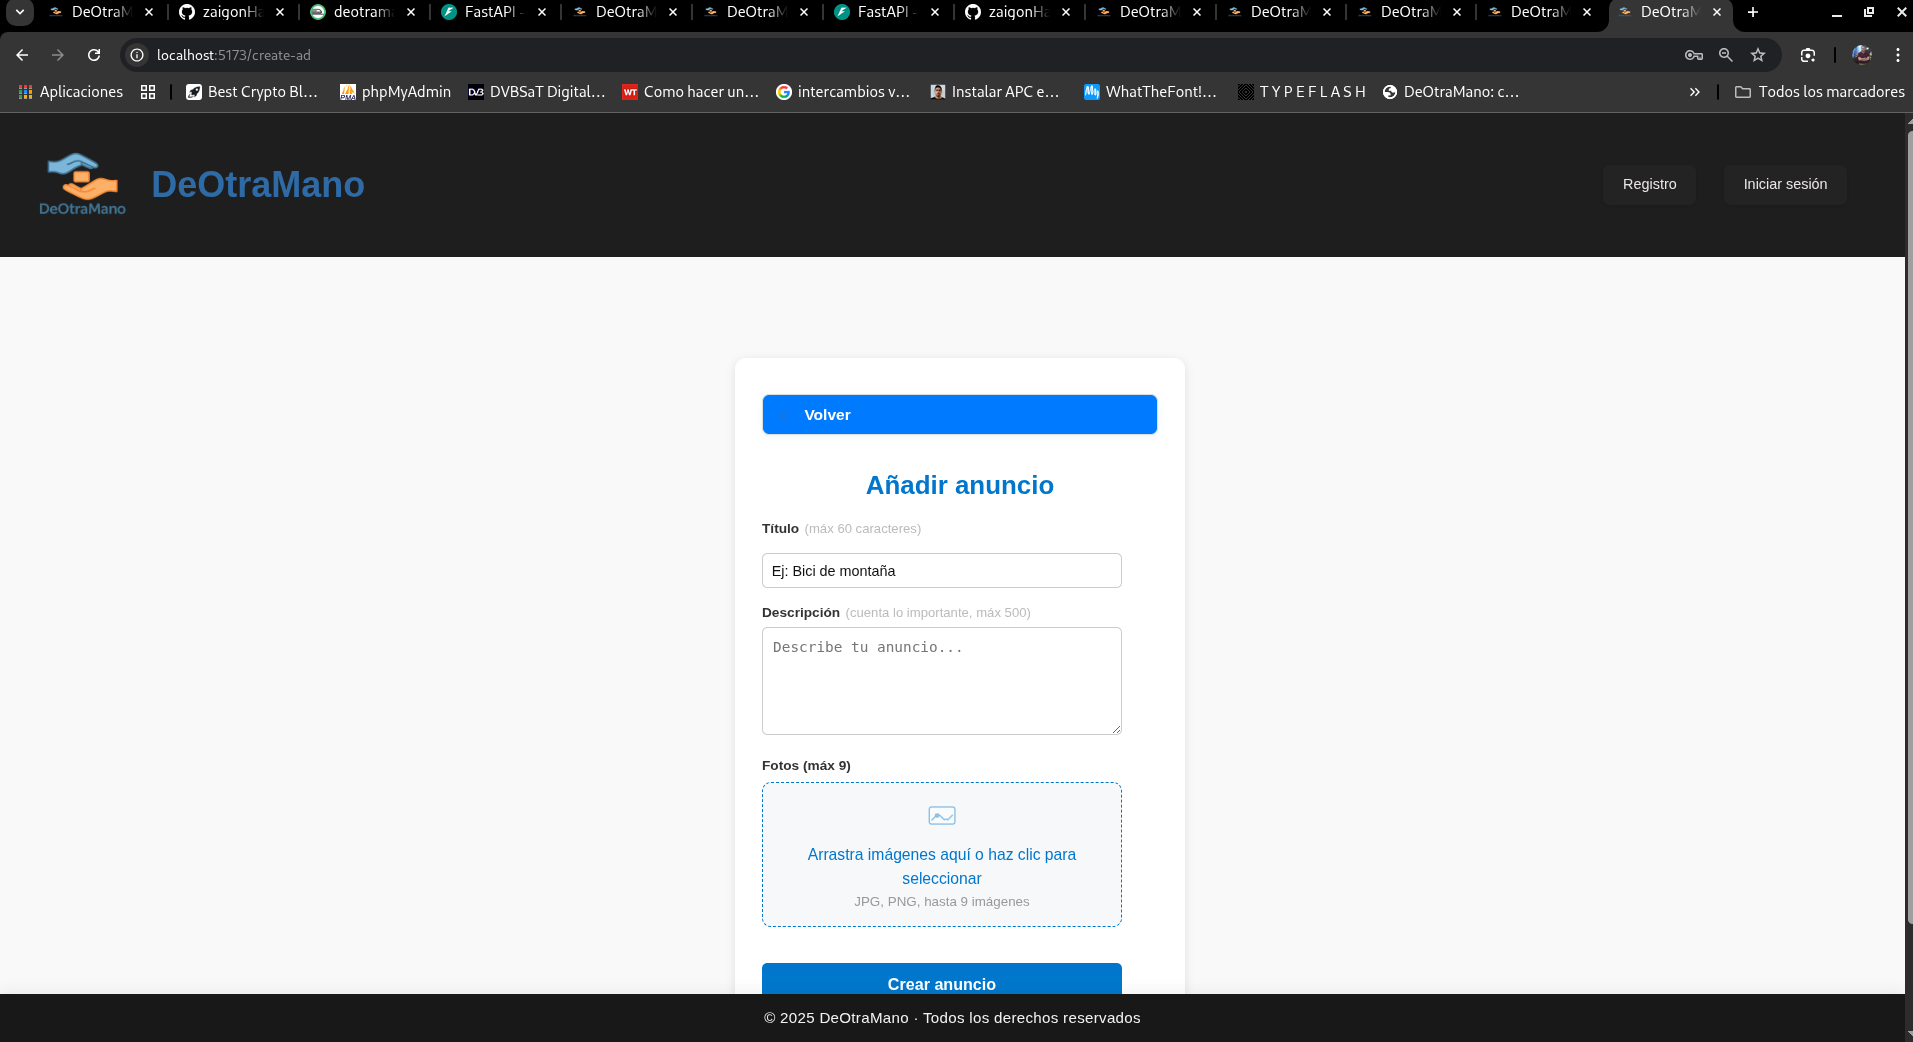 DeOtraM
zaigonHa
deotrama
FastAPI -
DeOtraM
DeOtraM
FastAPI -
zaigonHa
DeOtraM
DeOtraM
DeOtraM
DeOtraM
DeOtraM
localhost:5173/create-ad
Aplicaciones
Best Crypto Bl...
phpMyAdmin
DVBSaT Digital...
Como hacer un...
intercambios v...
Instalar APC e...
WhatTheFont!...
T Y P E F L A S H
DeOtraMano: c...
Todos los marcadores
DeOtraMano
DeOtraMano
Registro
Iniciar sesión
Volver
Añadir anuncio
Título (máx 60 caracteres)
Ej: Bici de montaña
Descripción (cuenta lo importante, máx 500)
Describe tu anuncio...
Fotos (máx 9)
Arrastra imágenes aquí o haz clic para
seleccionar
JPG, PNG, hasta 9 imágenes
Crear anuncio
© 2025 DeOtraMano · Todos los derechos reservados